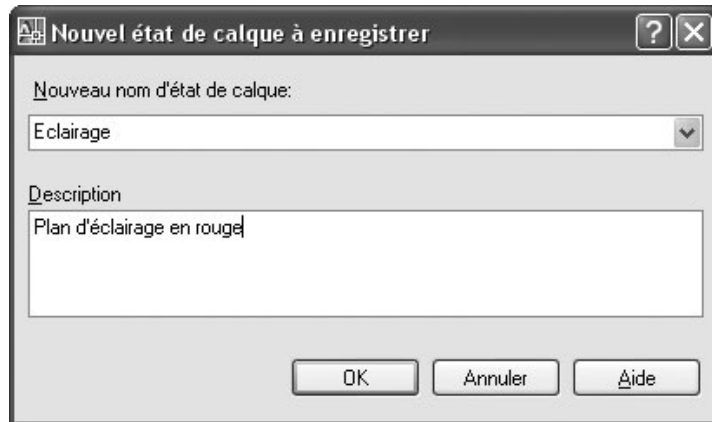 Nouvel état de calque à enregistrer
Nouveau nom d'état de calque:
Eclairage
Description
Plan d'éclairage en rouge
OK Annuler Aide